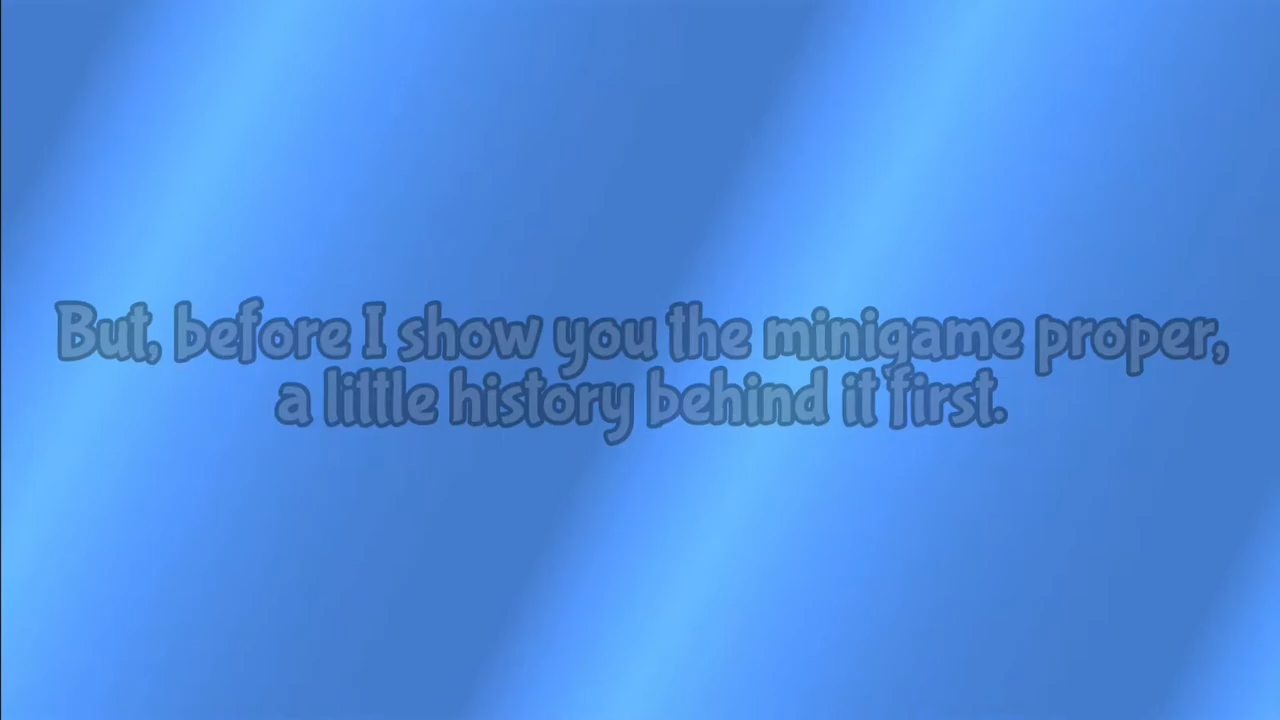 But, before I show you the minigame proper,
a little history behind it first.